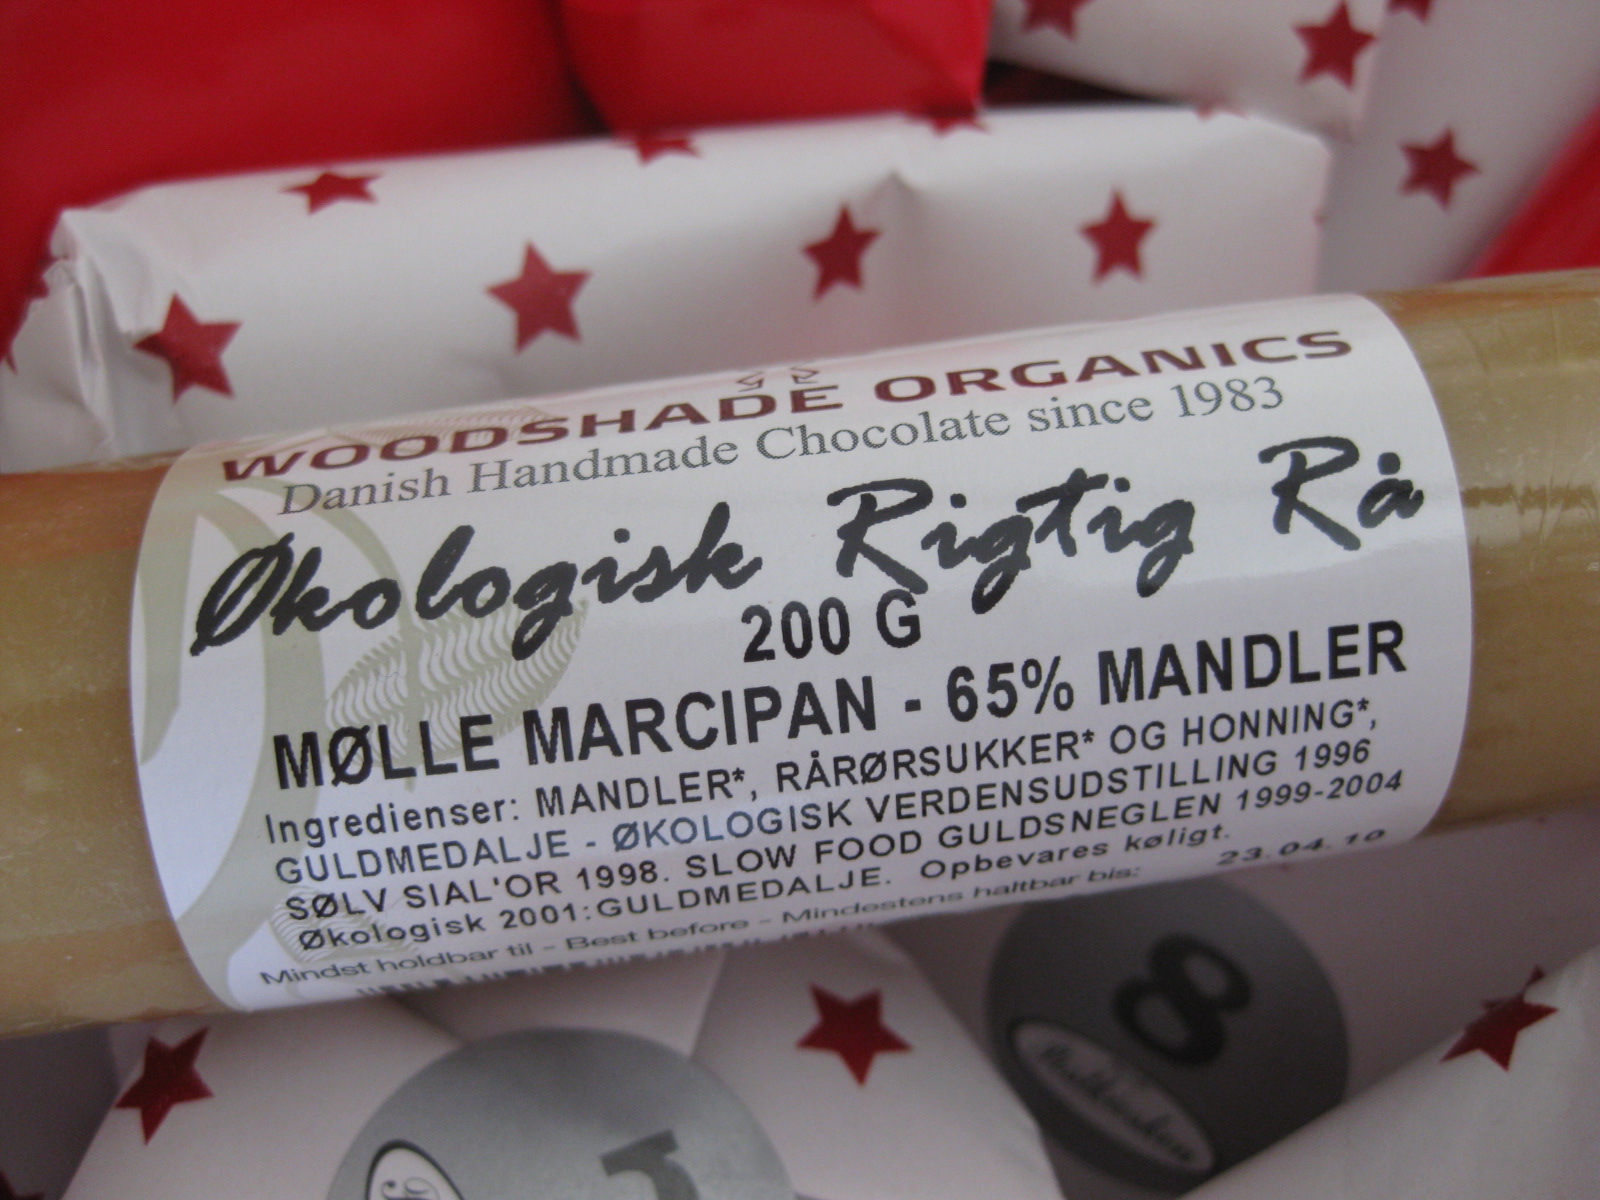 WOODSHADE ORGANICS
Danish Handmade Chocolate since 1983
Økologisk Rigtig Rå
200 G
MØLLE MARCIPAN - 65% MANDLER
Ingredienser: MANDLER*, RÅRØRSUKKER* OG HONNING*,
GULDMEDALJE - ØKOLOGISK VERDENSUDSTILLING 1996
SØLV SIAL'OR 1998. SLOW FOOD GULDSNEGLEN 1999-2004
Økologisk 2001:GULDMEDALJE. Opbevares køligt.
Mindst holdbar til - Best before - Mindestens haltbar bis: 23.04.10
8
1